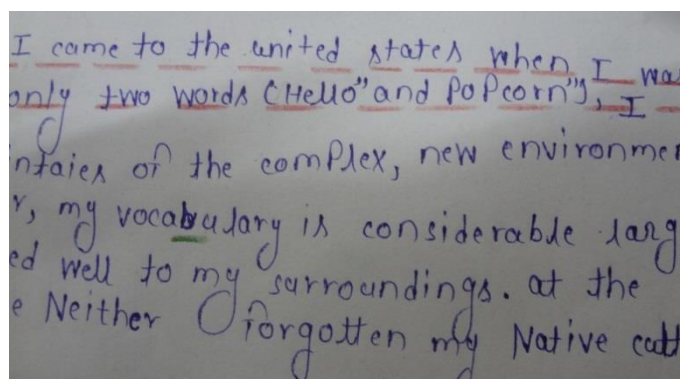 I came to the united states when I wa
only two words (Hello" and PoPcorn"), I
ntaies of the complex, new environme
r, my vocabulary is considerable larg
ed well to my surroundings. at the
e Neither forgotten my Native cult